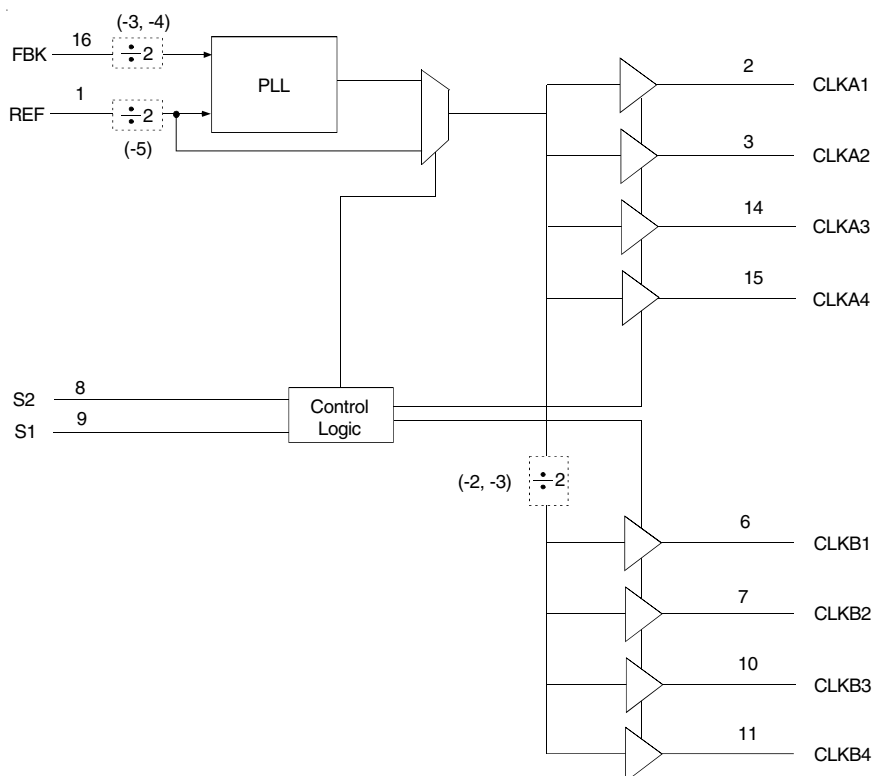 (-3, -4)
FBK 16 ÷2
PLL
REF 1 ÷2
(-5)
2 CLKA1
3 CLKA2
14 CLKA3
15 CLKA4
S2 8
S1 9
Control
Logic
(-2, -3) ÷2
6 CLKB1
7 CLKB2
10 CLKB3
11 CLKB4